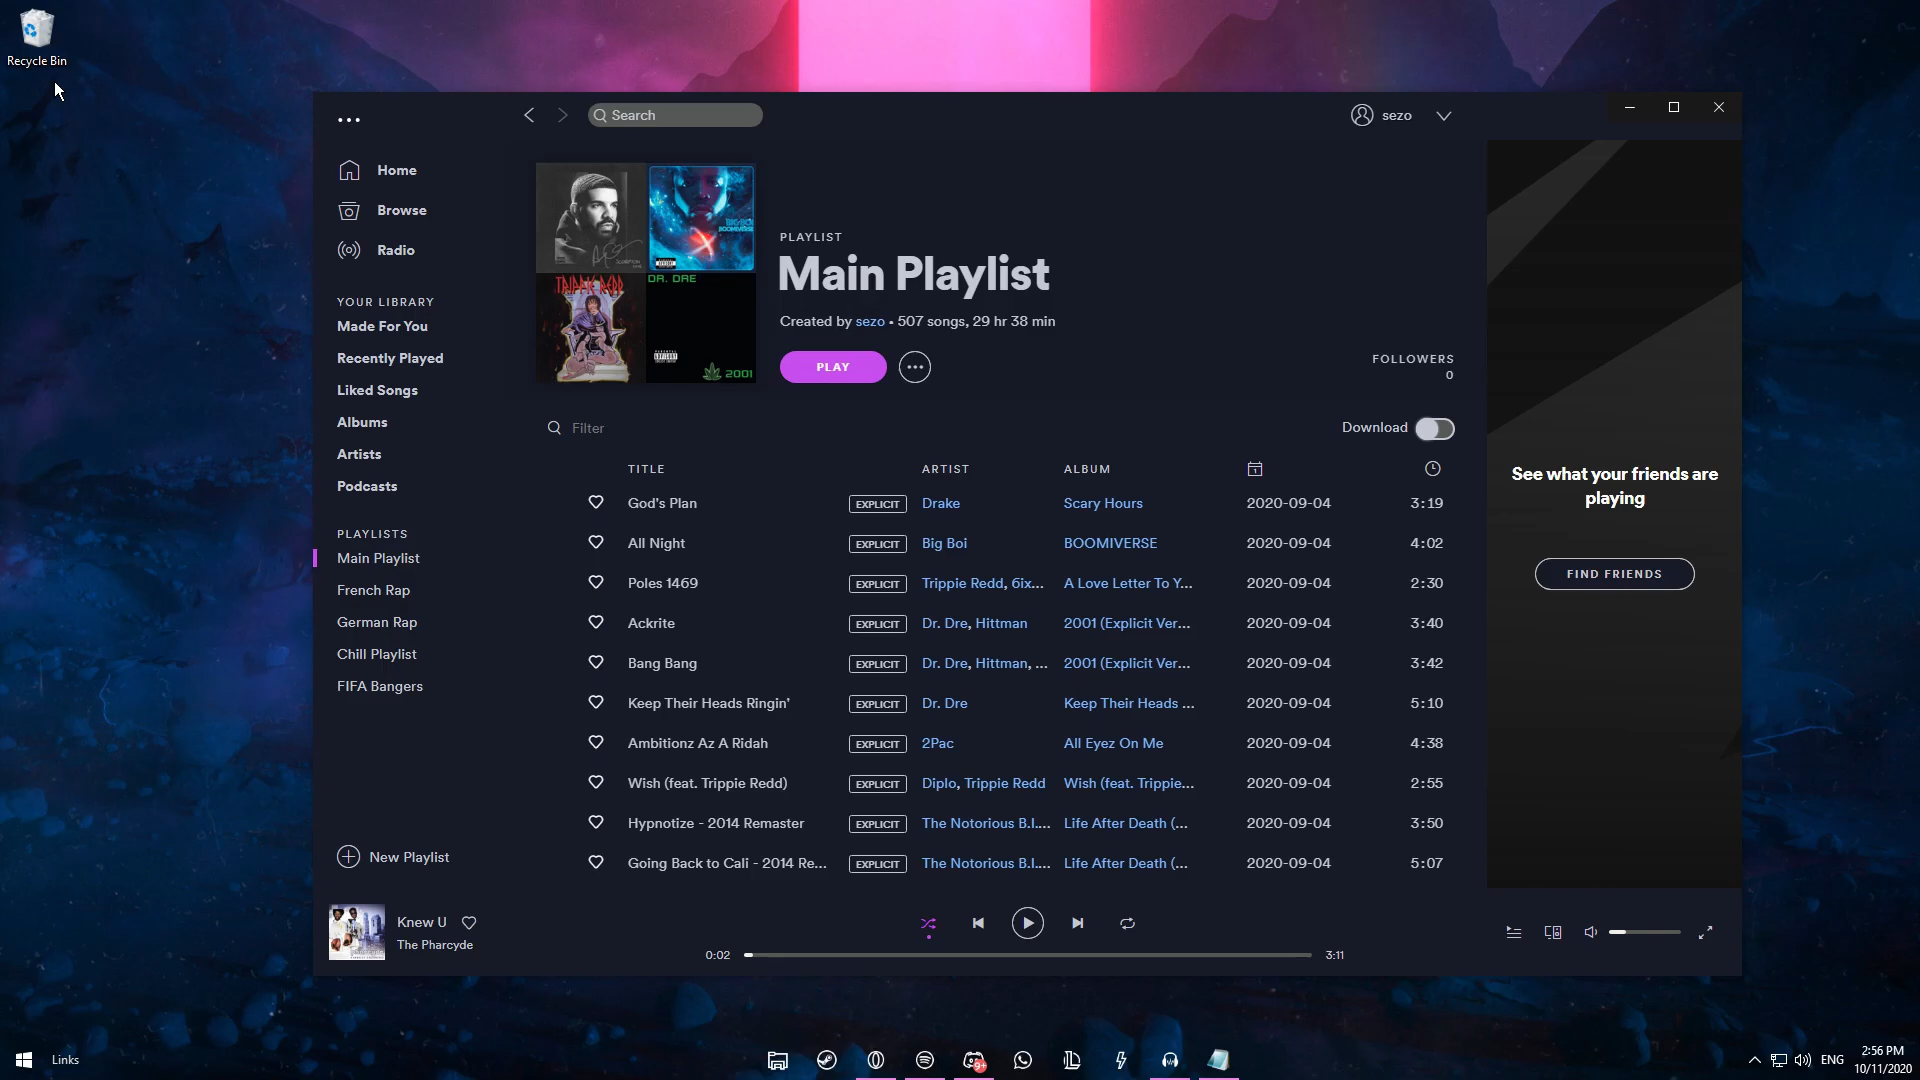 Recycle Bin
Search
sezo
Home
Browse
Radio
YOUR LIBRARY
Made For You
Recently Played
Liked Songs
Albums
Artists
Podcasts
PLAYLISTS
Main Playlist
French Rap
German Rap
Chill Playlist
FIFA Bangers
New Playlist
BIG BOI
BOOMIVERSE
TRIPPIE REDD
DR. DRE
2001
PLAYLIST
Main Playlist
Created by sezo • 507 songs, 29 hr 38 min
PLAY
FOLLOWERS
0
Filter
Download
TITLE ARTIST ALBUM
God's Plan EXPLICIT Drake Scary Hours 2020-09-04 3:19
All Night EXPLICIT Big Boi BOOMIVERSE 2020-09-04 4:02
Poles 1469 EXPLICIT Trippie Redd, 6ix... A Love Letter To Y... 2020-09-04 2:30
Ackrite EXPLICIT Dr. Dre, Hittman 2001 (Explicit Ver... 2020-09-04 3:40
Bang Bang EXPLICIT Dr. Dre, Hittman, ... 2001 (Explicit Ver... 2020-09-04 3:42
Keep Their Heads Ringin' EXPLICIT Dr. Dre Keep Their Heads ... 2020-09-04 5:10
Ambitionz Az A Ridah EXPLICIT 2Pac All Eyez On Me 2020-09-04 4:38
Wish (feat. Trippie Redd) EXPLICIT Diplo, Trippie Redd Wish (feat. Trippie... 2020-09-04 2:55
Hypnotize - 2014 Remaster EXPLICIT The Notorious B.I.... Life After Death (... 2020-09-04 3:50
Going Back to Cali - 2014 Re... EXPLICIT The Notorious B.I.... Life After Death (... 2020-09-04 5:07
See what your friends are
playing
FIND FRIENDS
Knew U
The Pharcyde
0:02
3:11
Links
9+
ENG
2:56 PM
10/11/2020